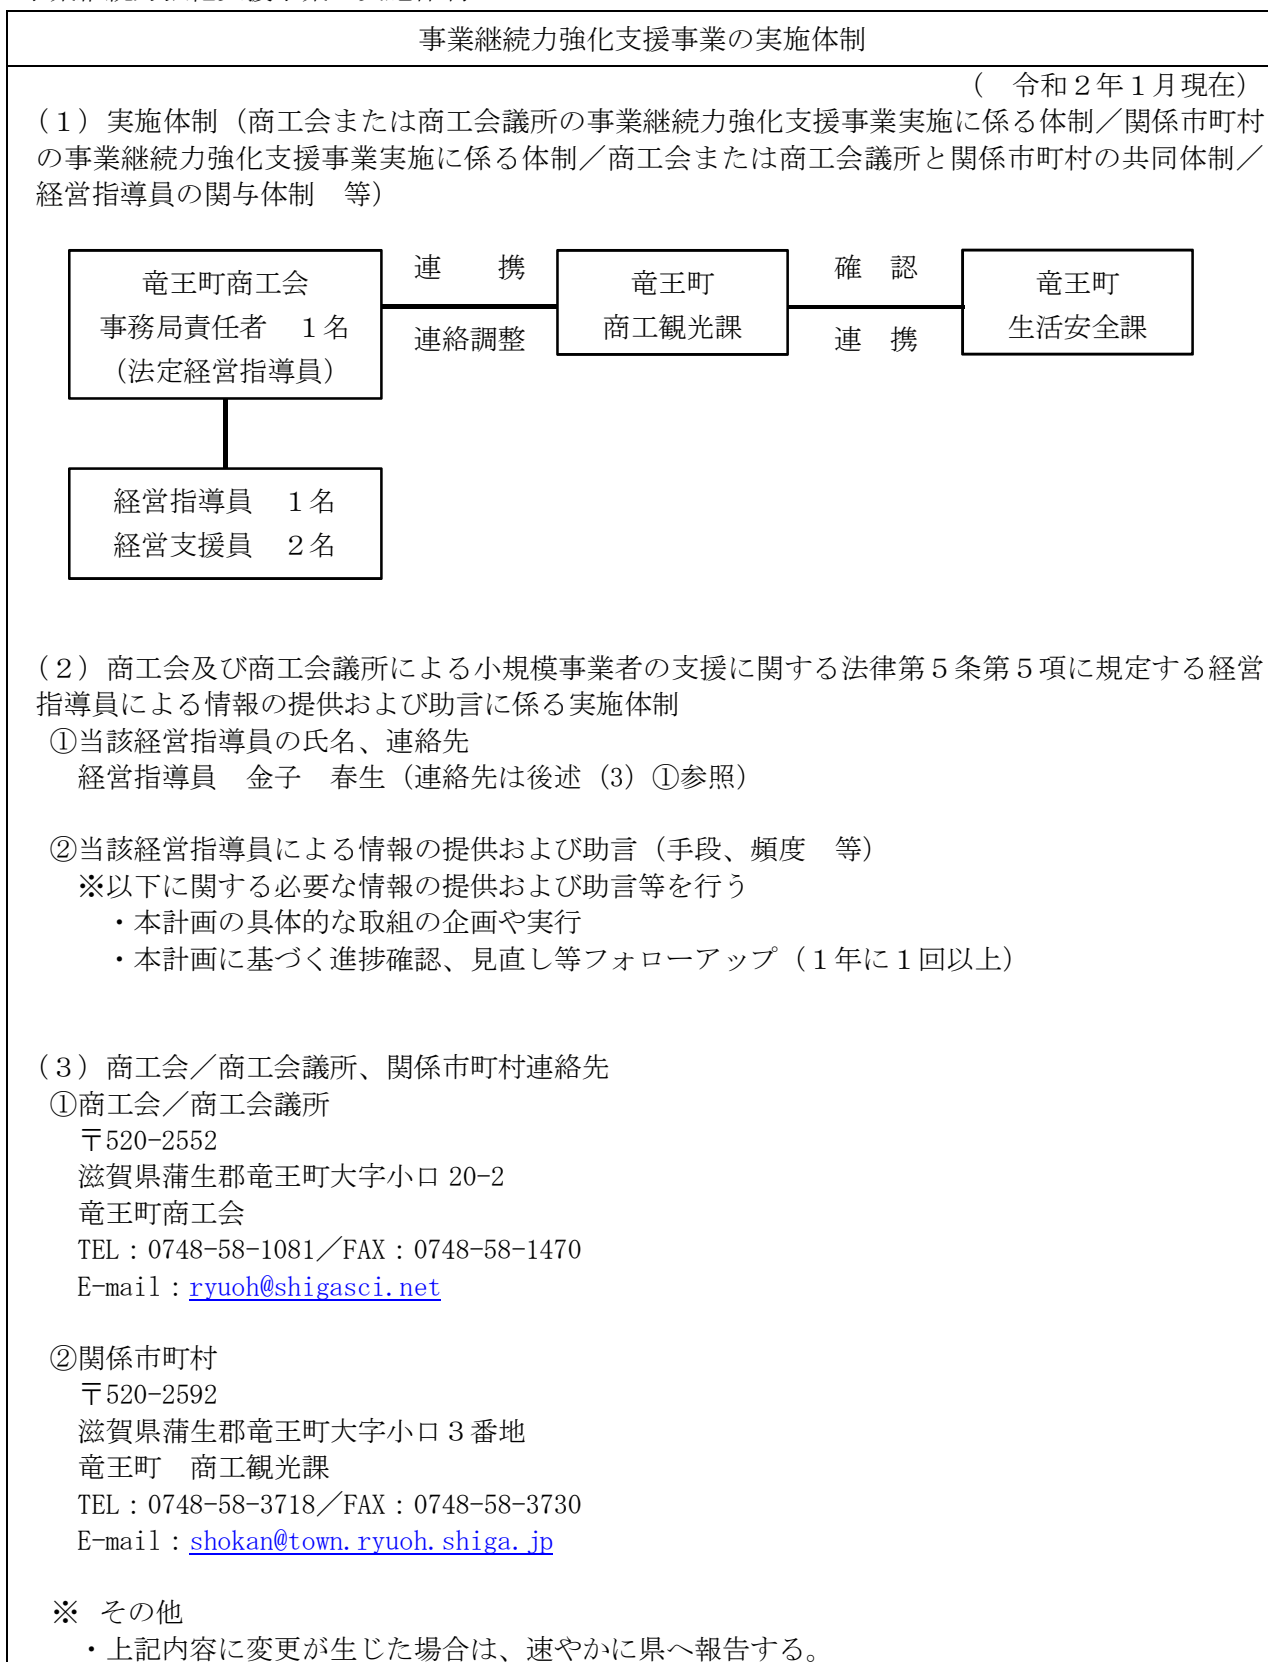 事業継続力強化支援事業の実施体制
（　令和２年１月現在）
（１）実施体制（商工会または商工会議所の事業継続力強化支援事業実施に係る体制／関係市町村
の事業継続力強化支援事業実施に係る体制／商工会または商工会議所と関係市町村の共同体制／
経営指導員の関与体制　等）
竜王町商工会
事務局責任者　１名
（法定経営指導員）
連　携
連絡調整
竜王町
商工観光課
確　認
連　携
竜王町
生活安全課
経営指導員　１名
経営支援員　２名
（２）商工会及び商工会議所による小規模事業者の支援に関する法律第５条第５項に規定する経営
指導員による情報の提供および助言に係る実施体制
①当該経営指導員の氏名、連絡先
経営指導員　金子　春生（連絡先は後述（3）①参照）
②当該経営指導員による情報の提供および助言（手段、頻度　等）
※以下に関する必要な情報の提供および助言等を行う
・本計画の具体的な取組の企画や実行
・本計画に基づく進捗確認、見直し等フォローアップ（１年に１回以上）
（３）商工会／商工会議所、関係市町村連絡先
①商工会／商工会議所
〒520-2552
滋賀県蒲生郡竜王町大字小口 20-2
竜王町商工会
TEL：0748-58-1081／FAX：0748-58-1470
E-mail：ryuoh@shigasci.net
②関係市町村
〒520-2592
滋賀県蒲生郡竜王町大字小口３番地
竜王町　商工観光課
TEL：0748-58-3718／FAX：0748-58-3730
E-mail：shokan@town.ryuoh.shiga.jp
※ その他
・上記内容に変更が生じた場合は、速やかに県へ報告する。